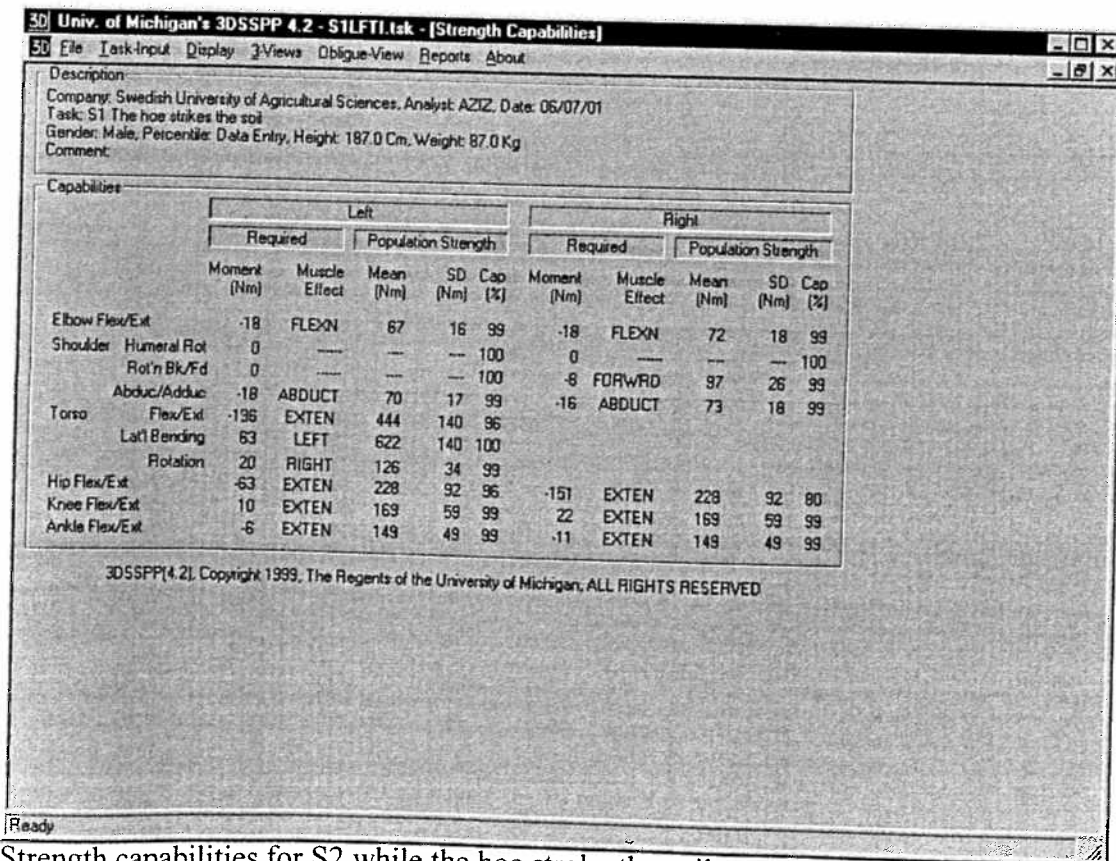 3D Univ. of Michigan's 3DSSPP 4.2 - S1LFTI.tsk - [Strength Capabilities]
3D File Task-Input Display 3-Views Oblique-View Reports About
Description
Company: Swedish University of Agricultural Sciences, Analyst: AZIZ, Date: 06/07/01
Task: S1 The hoe strikes the soil
Gender: Male, Percentile: Data Entry, Height: 187.0 Cm, Weight: 87.0 Kg
Comment:
Capabilities
Left Right
Required Population Strength Required Population Strength
Moment Muscle Mean SD Cap Moment Muscle Mean SD Cap
(Nm) Effect (Nm) (Nm) (%) (Nm) Effect (Nm) (Nm) (%)
Elbow Flex/Ext -18 FLEXN 67 16 99 -18 FLEXN 72 18 99
Shoulder Humeral Rot 0 ---- --- --- 100 0 ---- --- --- 100
Rot'n Bk/Fd 0 ---- --- --- 100 -8 FORWRD 97 26 99
Abduc/Adduc -18 ABDUCT 70 17 99 -16 ABDUCT 73 18 99
Torso Flex/Ext -196 EXTEN 444 140 96
Lat'l Bending 63 LEFT 622 140 100
Rotation 20 RIGHT 126 34 99
Hip Flex/Ext -63 EXTEN 228 92 96 -151 EXTEN 228 92 80
Knee Flex/Ext 10 EXTEN 169 59 99 22 EXTEN 169 59 99
Ankle Flex/Ext -6 EXTEN 149 49 99 -11 EXTEN 149 49 99
3DSSPP[4.2], Copyright 1999, The Regents of the University of Michigan, ALL RIGHTS RESERVED
Ready
Strength capabilities for S2 while the hoe